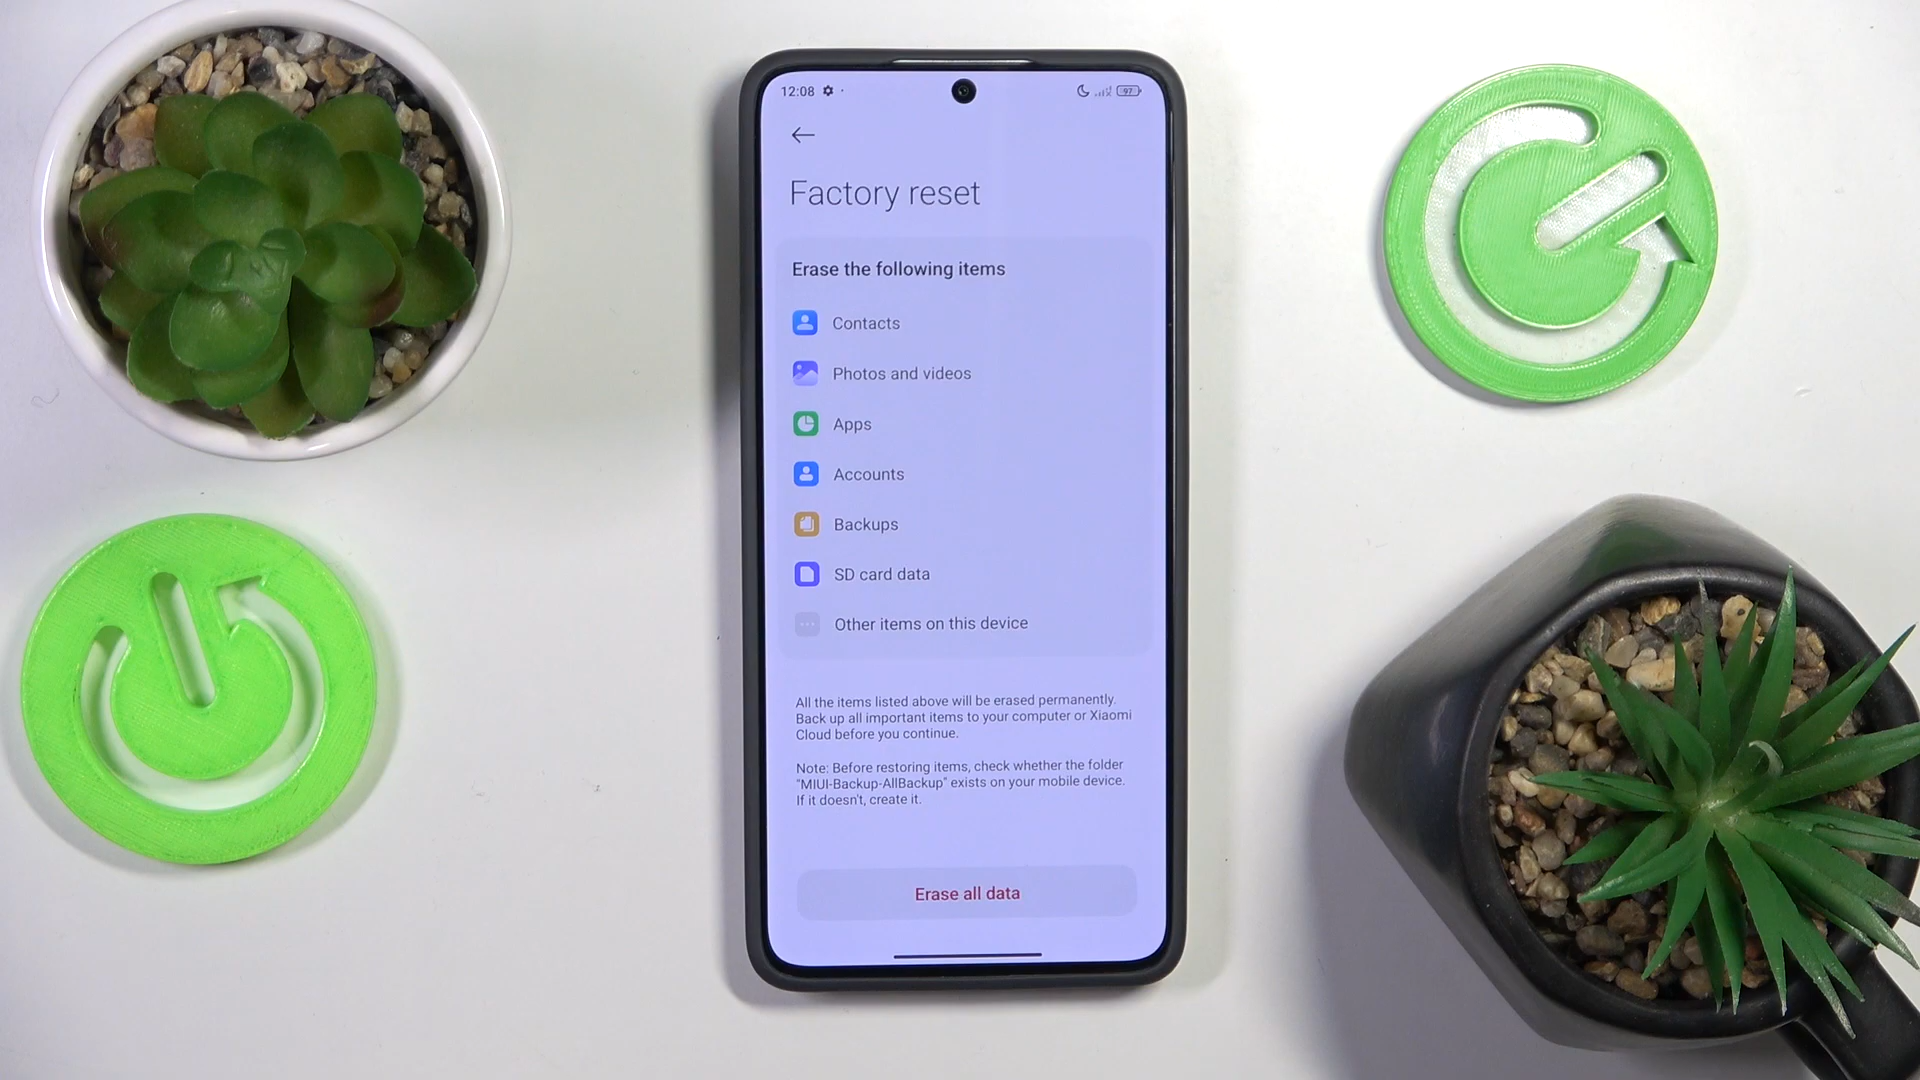 12:08
97
Factory reset
Erase the following items
Contacts
Photos and videos
Apps
Accounts
Backups
SD card data
Other items on this device
All the items listed above will be erased permanently.
Back up all important items to your computer or Xiaomi
Cloud before you continue.
Note: Before restoring items, check whether the folder
"MIUI-Backup-AllBackup" exists on your mobile device.
If it doesn't, create it.
Erase all data